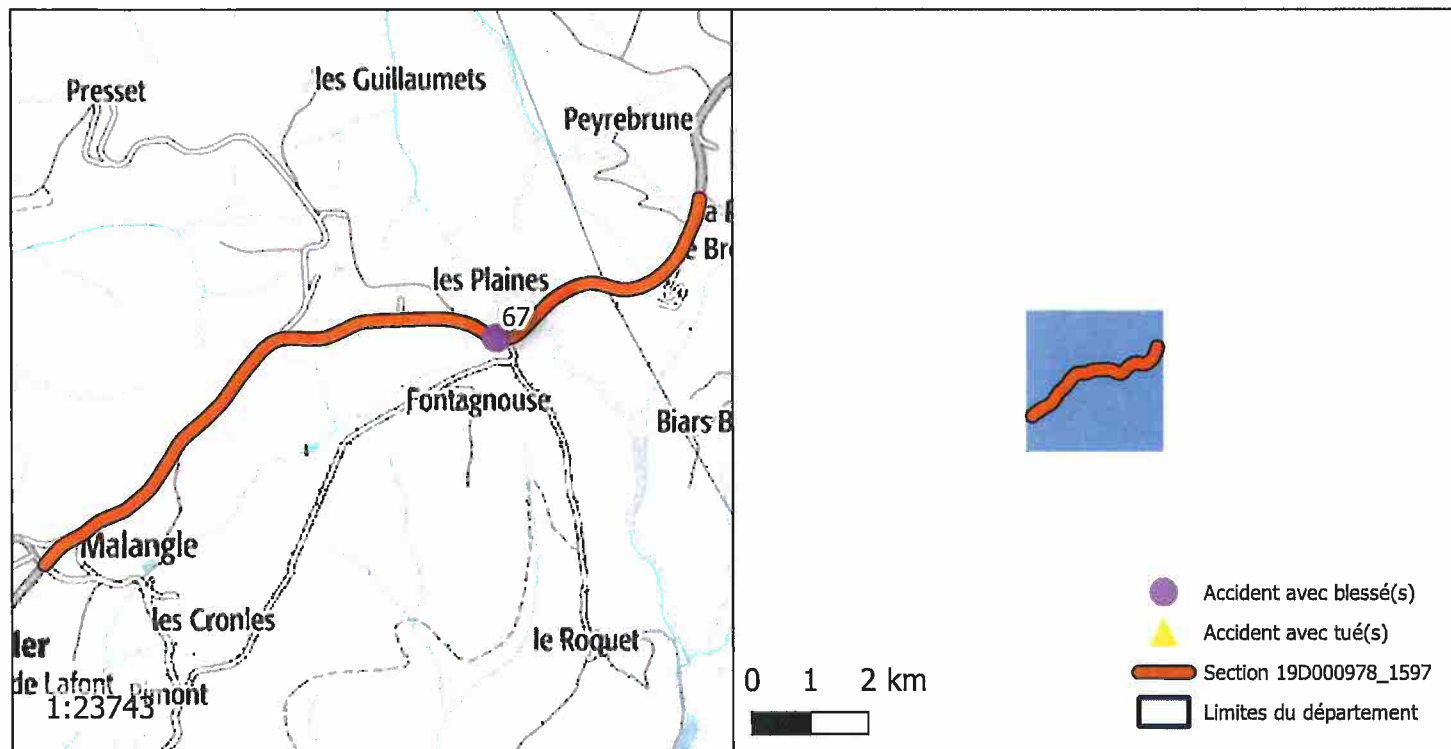 les Guillaumets
Presset
Peyrebrune
les Plaines
67
Fontagnouse
Biars B
Malangle
les Cronles
le Roquet
ler
de Lafont
Pimont
1:23743
0 1 2 km
Accident avec blessé(s)
Accident avec tué(s)
Section 19D000978_1597
Limites du département